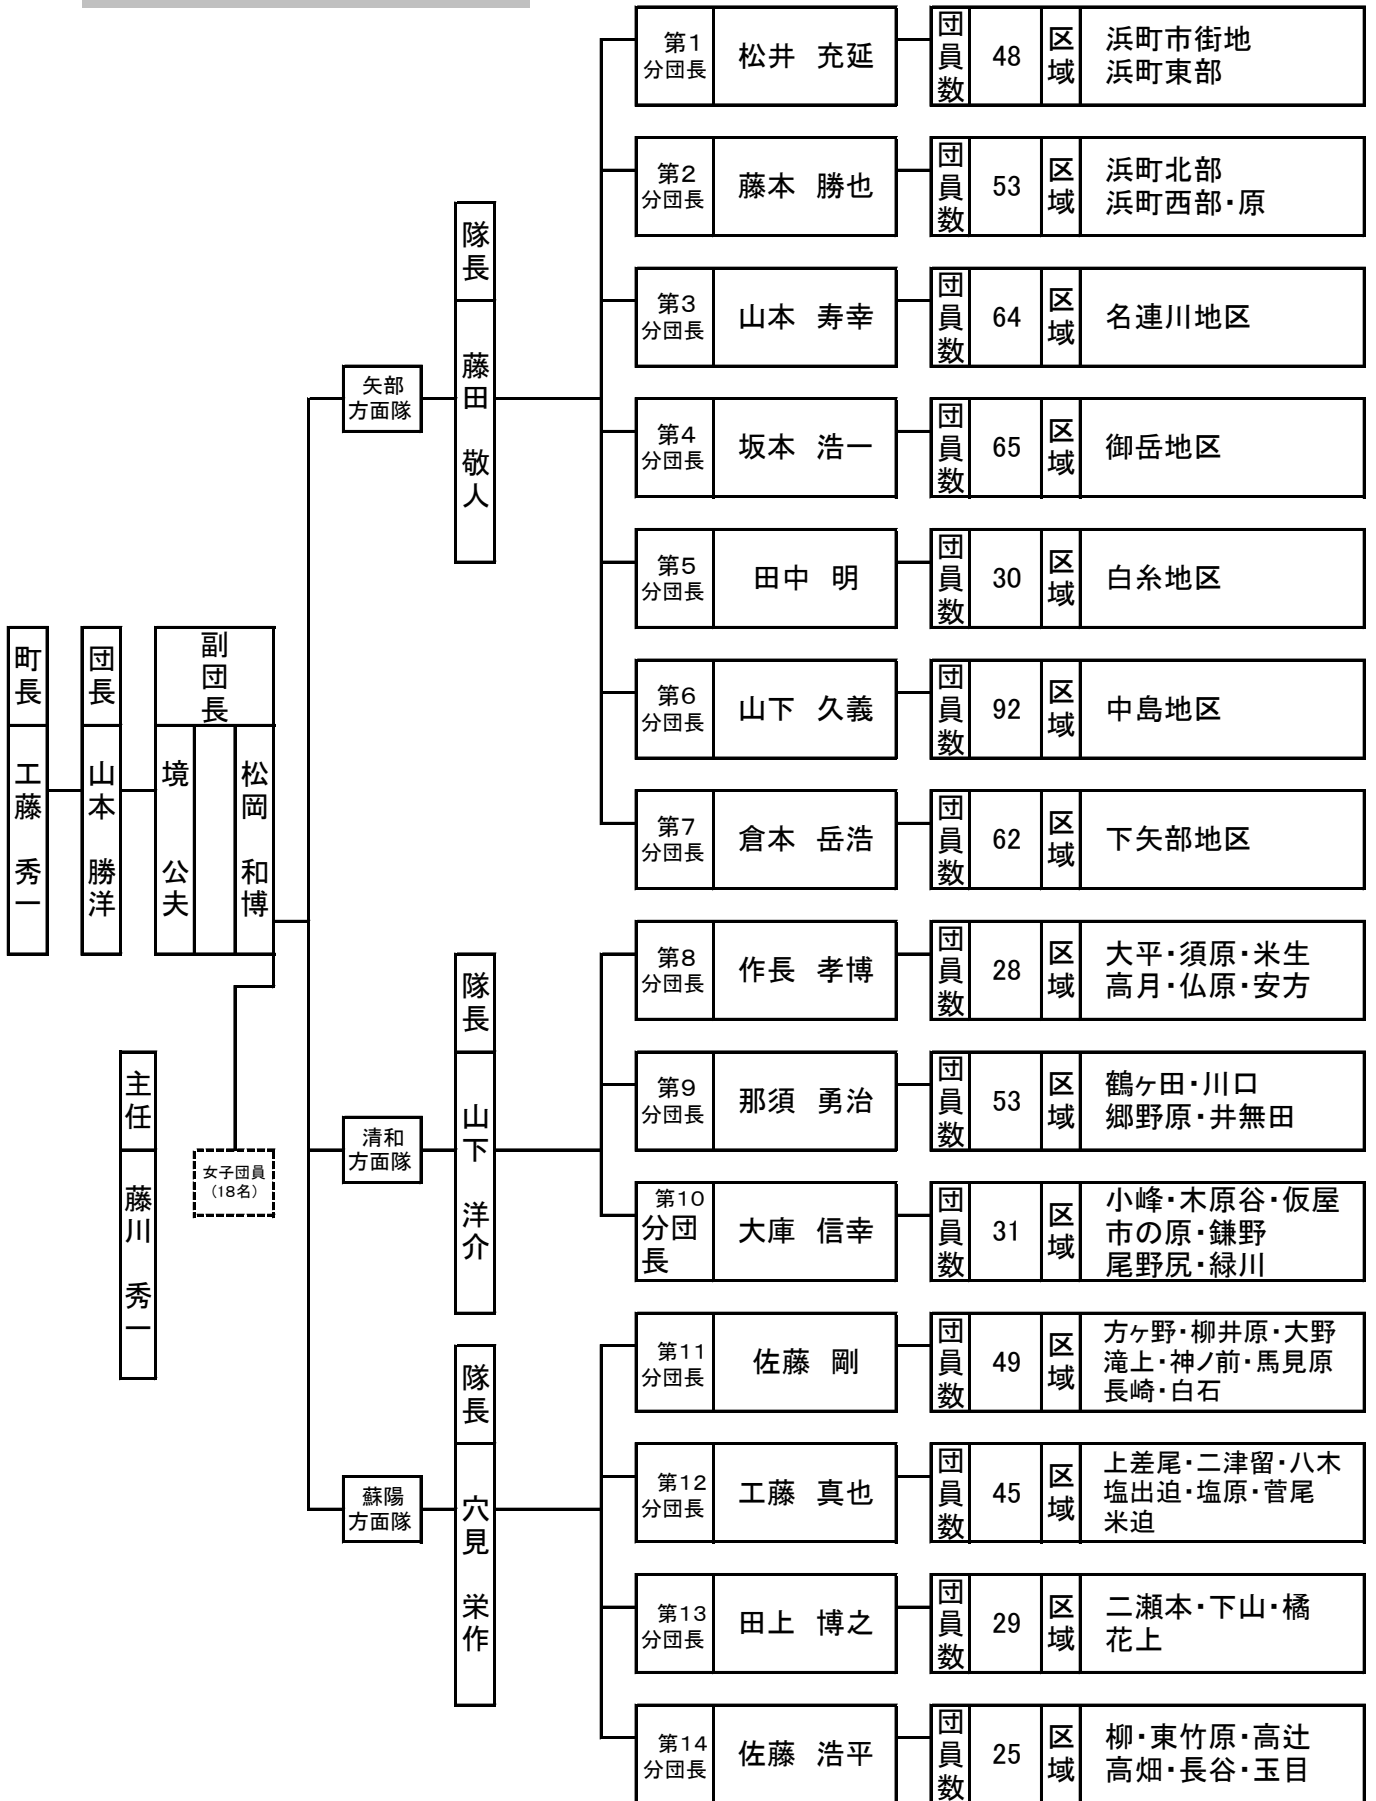 町長
工藤 秀一
団長
山本 勝洋
副団長
境 公夫
松岡 和博
主任
藤川 秀一
女子団員
(18名)
矢部
方面隊
隊長
藤田 敬人
第1
分団長
松井 充延
団員数
48
区域
浜町市街地
浜町東部
第2
分団長
藤本 勝也
団員数
53
区域
浜町北部
浜町西部・原
第3
分団長
山本 寿幸
団員数
64
区域
名連川地区
第4
分団長
坂本 浩一
団員数
65
区域
御岳地区
第5
分団長
田中 明
団員数
30
区域
白糸地区
第6
分団長
山下 久義
団員数
92
区域
中島地区
第7
分団長
倉本 岳浩
団員数
62
区域
下矢部地区
清和
方面隊
隊長
山下 洋介
第8
分団長
作長 孝博
団員数
28
区域
大平・須原・米生
高月・仏原・安方
第9
分団長
那須 勇治
団員数
53
区域
鶴ヶ田・川口
郷野原・井無田
第10
分団
長
大庫 信幸
団員数
31
区域
小峰・木原谷・仮屋
市の原・鎌野
尾野尻・緑川
蘇陽
方面隊
隊長
穴見 栄作
第11
分団長
佐藤 剛
団員数
49
区域
方ヶ野・柳井原・大野
滝上・神ノ前・馬見原
長崎・白石
第12
分団長
工藤 真也
団員数
45
区域
上差尾・二津留・八木
塩出迫・塩原・菅尾
米迫
第13
分団長
田上 博之
団員数
29
区域
二瀬本・下山・橘
花上
第14
分団長
佐藤 浩平
団員数
25
区域
柳・東竹原・高辻
高畑・長谷・玉目